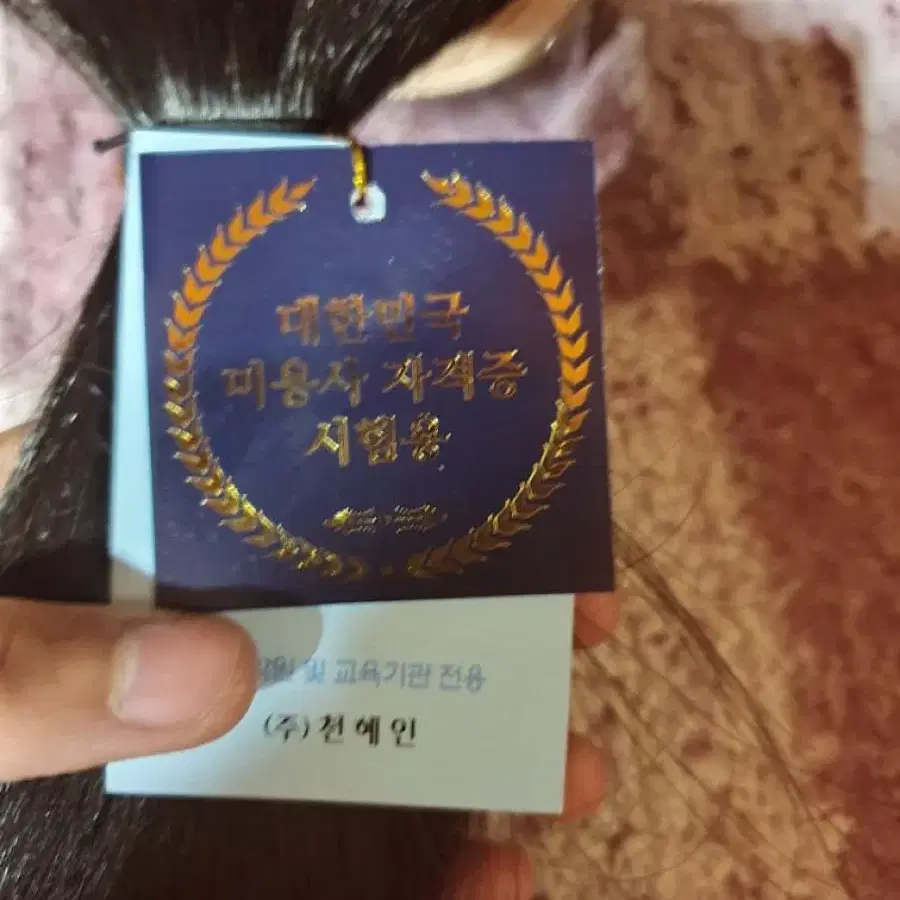 대한민국
미용사 자격증
시험용
및 교육기관 전용
(주) 천예인